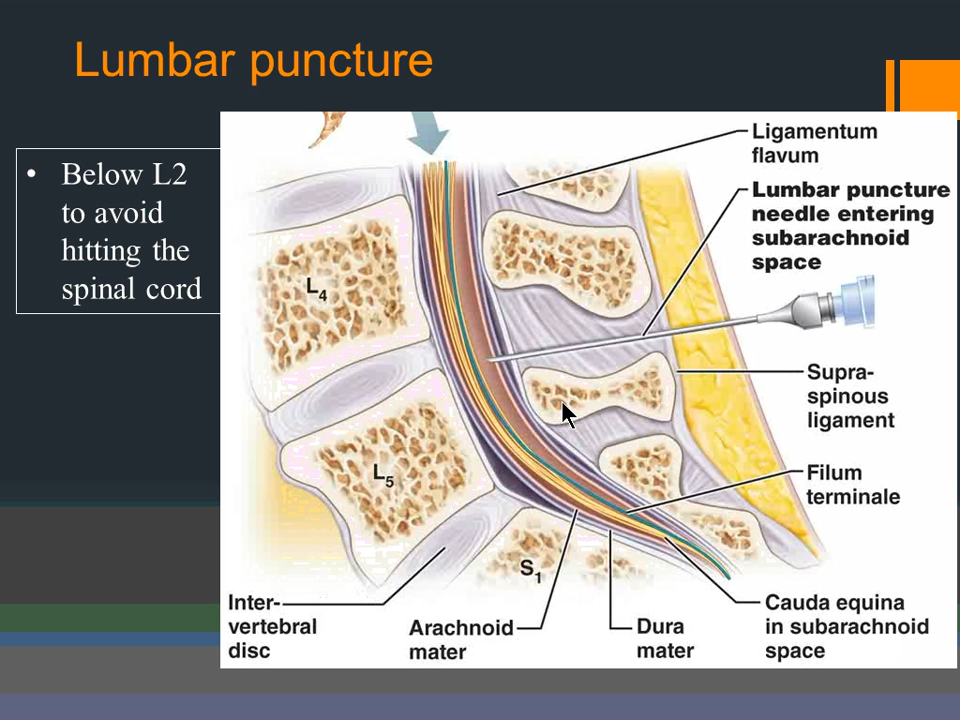 Lumbar puncture
• Below L2
to avoid
hitting the
spinal cord
Ligamentum
flavum
Lumbar puncture
needle entering
subarachnoid
space
L4
Supra-
spinous
ligament
L5
Filum
terminale
S1
Inter-
vertebral
disc
Arachnoid
mater
Dura
mater
Cauda equina
in subarachnoid
space